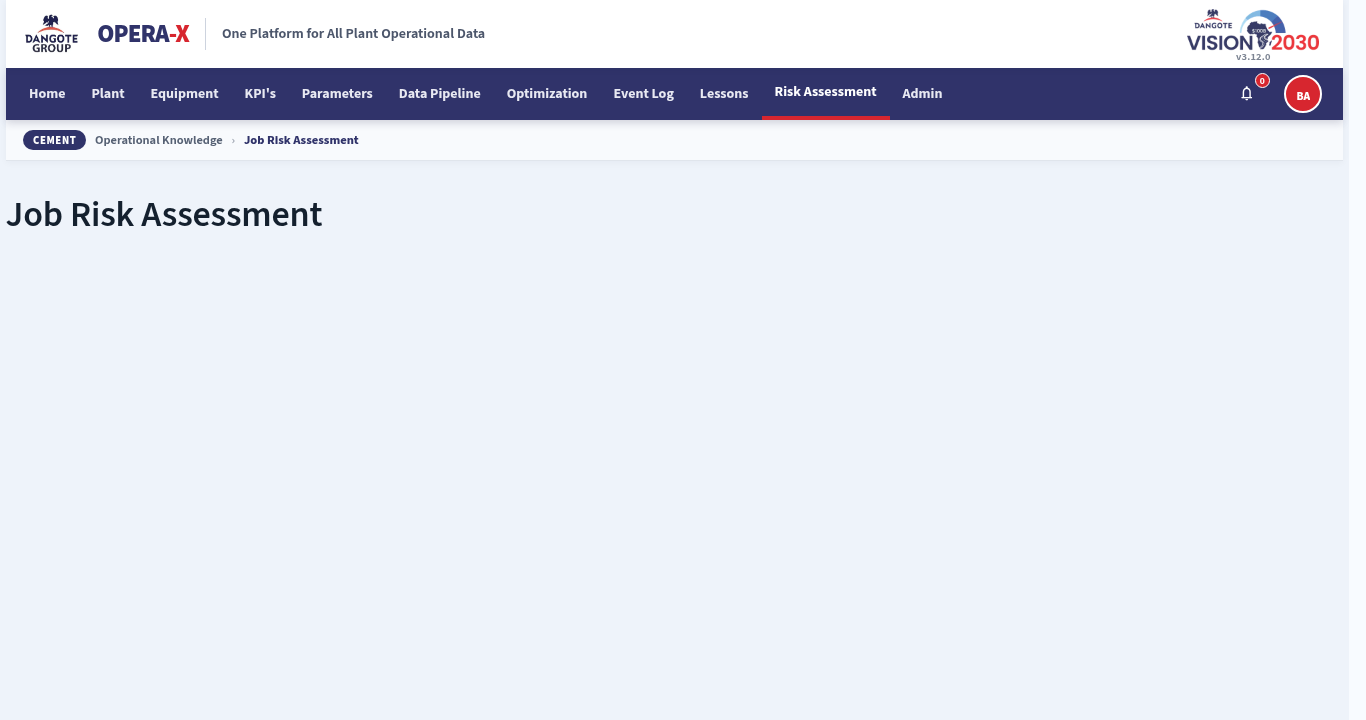 DANGOTE
GROUP
OPERA-X
One Platform for All Plant Operational Data
DANGOTE
VISION 2030
v3.12.0
Home Plant Equipment KPI's Parameters Data Pipeline Optimization Event Log Lessons Risk Assessment Admin
0
BA
CEMENT Operational Knowledge › Job Risk Assessment
Job Risk Assessment